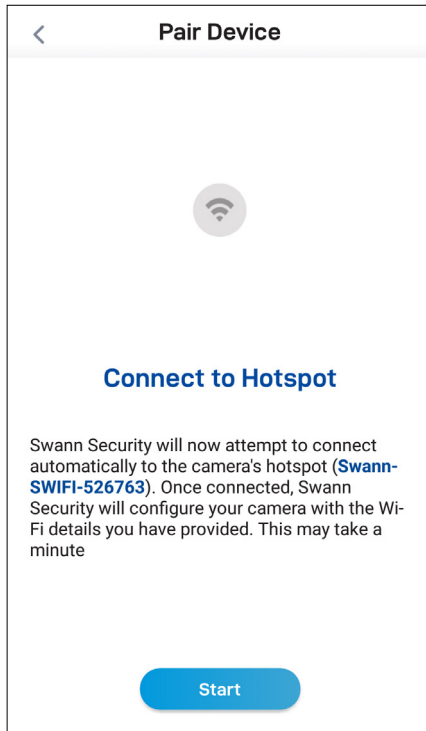 Pair Device
Connect to Hotspot
Swann Security will now attempt to connect
automatically to the camera's hotspot (Swann-
SWIFI-526763). Once connected, Swann
Security will configure your camera with the Wi-
Fi details you have provided. This may take a
minute
Start